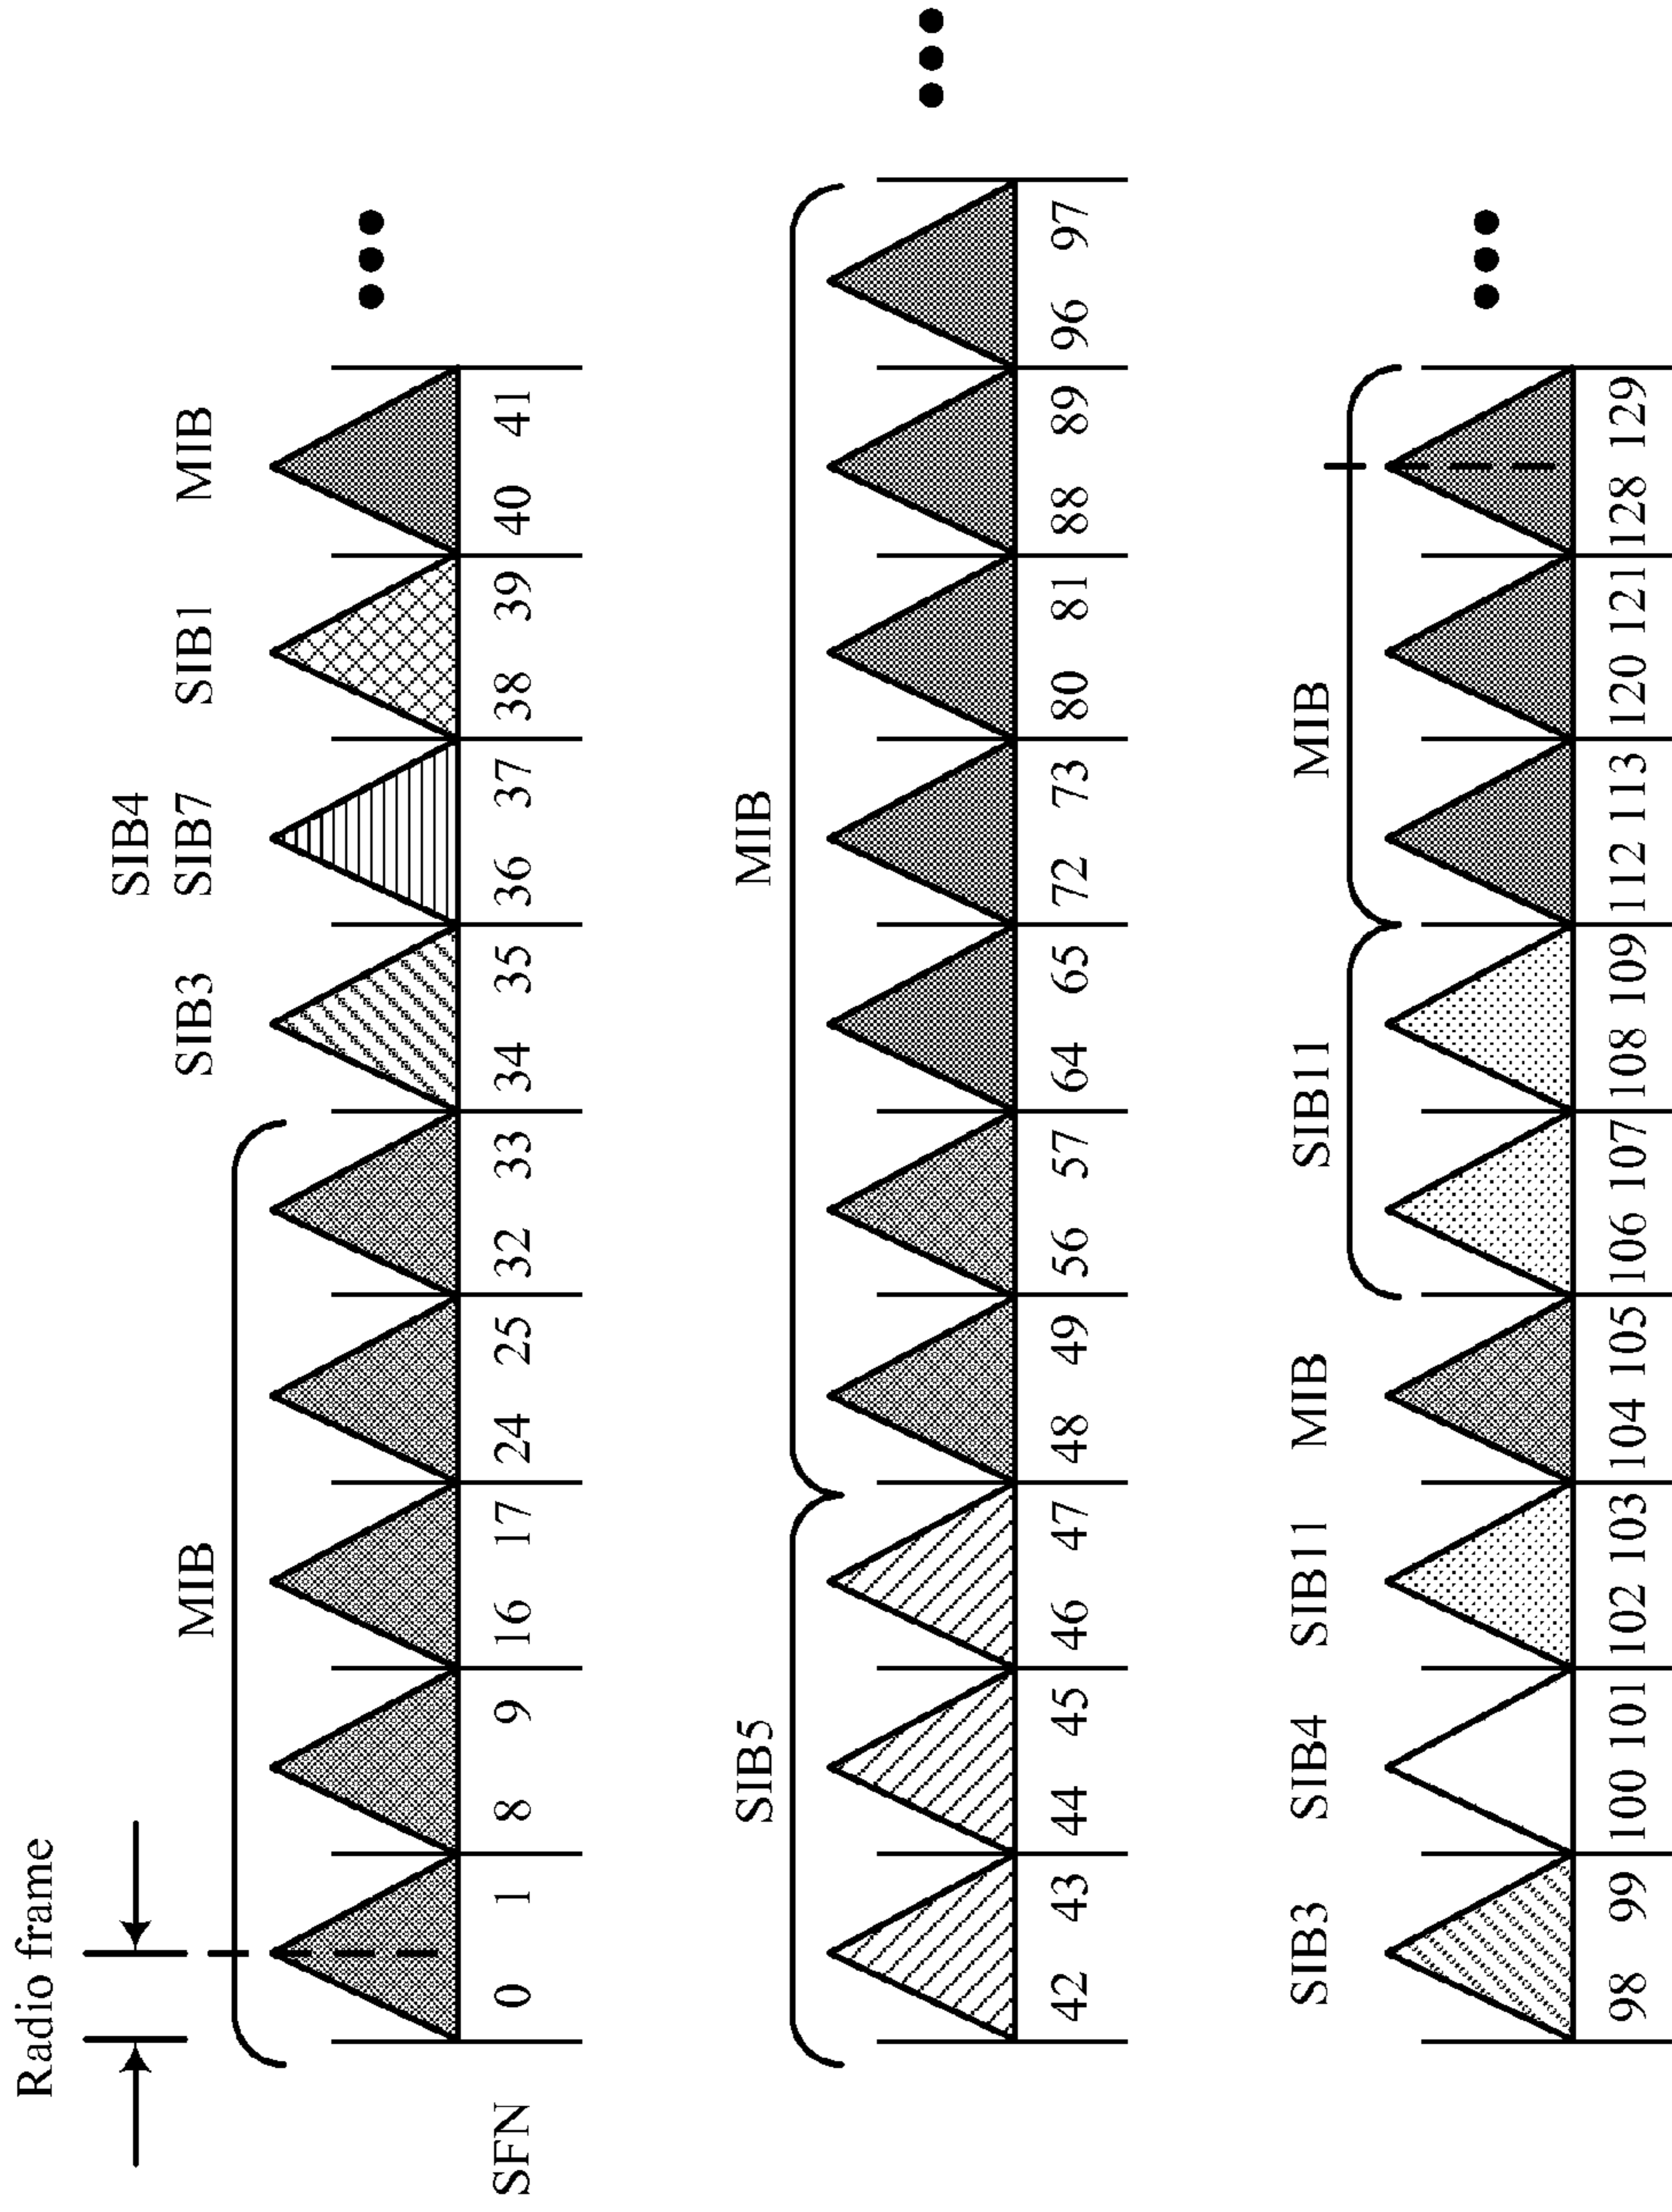 Radio frame
MIB SIB3 SIB4 SIB7 SIB1 MIB
SFN 0 1 8 9 16 17 24 25 32 33 34 35 36 37 38 39 40 41
SIB5 MIB
42 43 44 45 46 47 48 49 56 57 64 65 72 73 80 81 88 89 96 97
SIB3 SIB4 SIB11 MIB SIB11 MIB
98 99 100 101 102 103 104 105 106 107 108 109 112 113 120 121 128 129